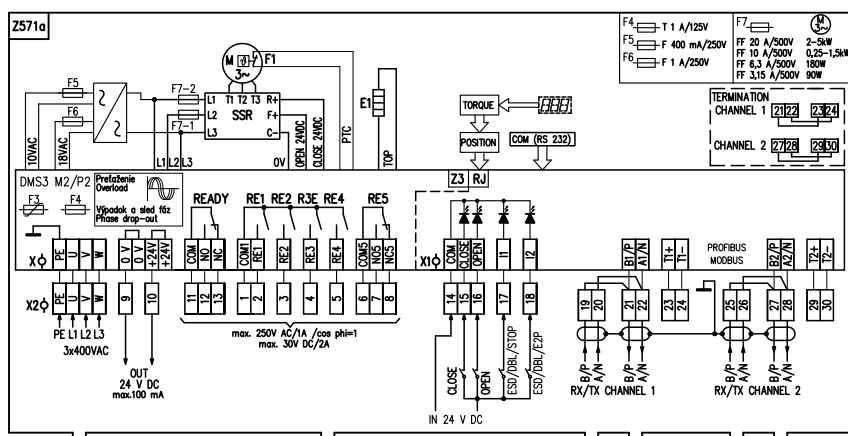 Z571a
F4 T 1 A/125V
F5 F 400 mA/250V
F6 F 1 A/250V
F7
M
3~
FF 20 A/500V 2-5kW
FF 10 A/500V 0,25-1,5kW
FF 6,3 A/500V 180W
FF 3,15 A/500V 90W
TERMINATION
CHANNEL 1
21 22 23 24
CHANNEL 2
27 28 29 30
F5
F6
10VAC
18VAC
F7-2
F7-1
L1 L2 L3
M
3~
F1
T1 T2 T3
L1 R+
L2 SSR F+
L3 C-
0V
OPEN 24VDC
CLOSE 24VDC
PTC
E1
TOP
TORQUE
POSITION
COM (RS 232)
DMS3 M2/P2
F3
F4
Preťaženie
Overload
Výpadok a sled fáz
Phase drop-out
READY
RE1 RE2 R3E RE4
RE5
Z3 RJ
PROFIBUS
MODBUS
X
PE U V W
0 V
0 V
+24V
+24V
COM NO NC
COM1 RE1 RE2 RE3 RE4
COM5 NO5 NC5
X1
COM CLOSE OPEN I1 I2
B1/P A1/N
T1+ T1-
B2/P A2/N
T2+ T2-
X2
PE U V W
9 10
11 12 13
1 2 3 4 5
6 7 8
14 15 16 17 18
19 20 21 22 23 24
25 26 27 28 29 30
PE L1 L2 L3
3x400VAC
OUT
24 V DC
max.100 mA
max. 250V AC/1A /cos phi=1
max. 30V DC/2A
CLOSE
OPEN
ESD/DBL/STOP
ESD/DBL/E2P
IN 24 V DC
B/P A/N B/P A/N
RX/TX CHANNEL 1
B/P A/N B/P A/N
RX/TX CHANNEL 2